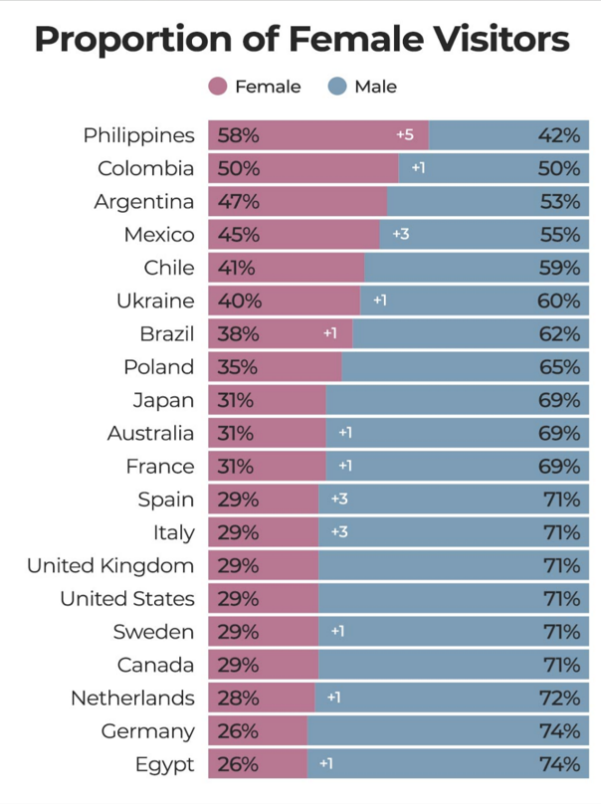 Proportion of Female Visitors
Female Male
Philippines 58% +5 42%
Colombia 50% +1 50%
Argentina 47% 53%
Mexico 45% +3 55%
Chile 41% 59%
Ukraine 40% +1 60%
Brazil 38% +1 62%
Poland 35% 65%
Japan 31% 69%
Australia 31% +1 69%
France 31% +1 69%
Spain 29% +3 71%
Italy 29% +3 71%
United Kingdom 29% 71%
United States 29% 71%
Sweden 29% +1 71%
Canada 29% 71%
Netherlands 28% +1 72%
Germany 26% 74%
Egypt 26% +1 74%